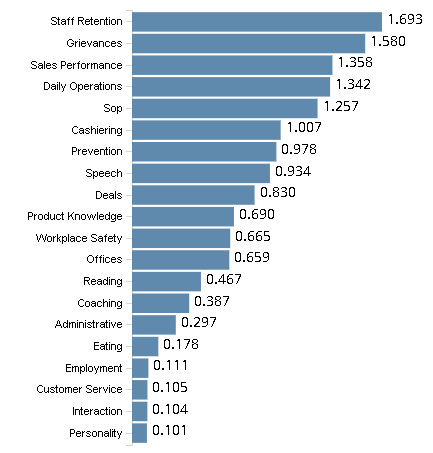 Staff Retention 1.693
Grievances 1.580
Sales Performance 1.358
Daily Operations 1.342
Sop 1.257
Cashiering 1.007
Prevention 0.978
Speech 0.934
Deals 0.830
Product Knowledge 0.690
Workplace Safety 0.665
Offices 0.659
Reading 0.467
Coaching 0.387
Administrative 0.297
Eating 0.178
Employment 0.111
Customer Service 0.105
Interaction 0.104
Personality 0.101